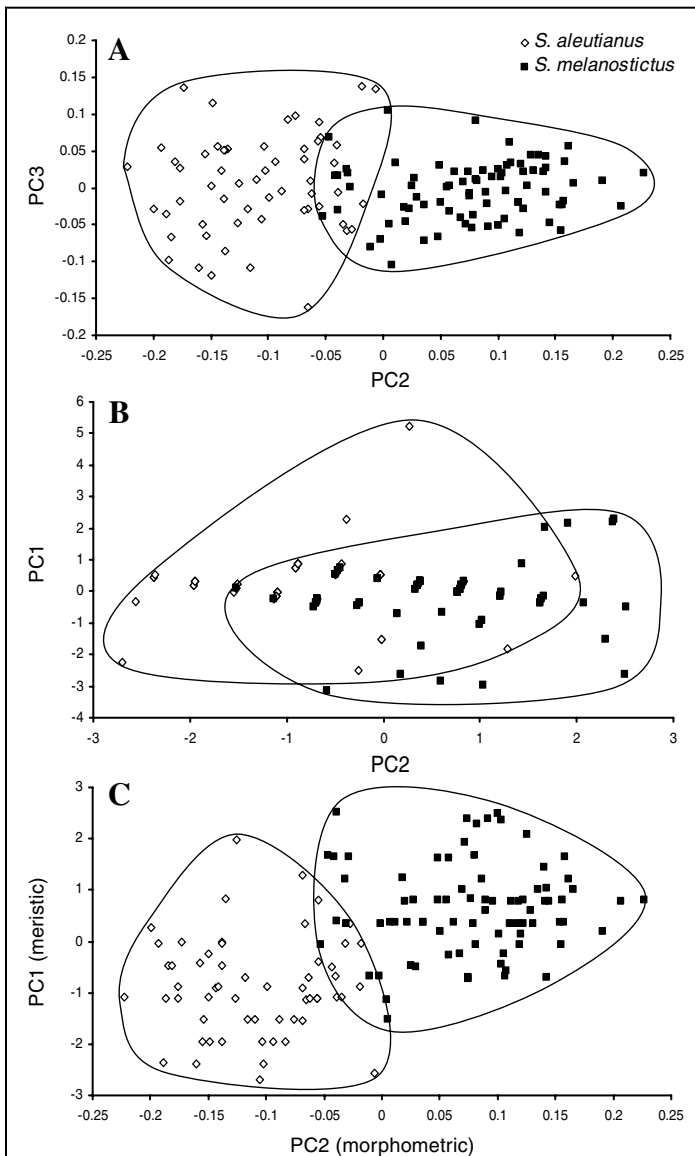 A
◇ S. aleutianus
■ S. melanostictus
PC3
0.2
0.15
0.1
0.05
0
-0.05
-0.1
-0.15
-0.2
-0.25 -0.2 -0.15 -0.1 -0.05 0 0.05 0.1 0.15 0.2 0.25
PC2
B
PC1
6
5
4
3
2
1
0
-1
-2
-3
-4
-3 -2 -1 0 1 2 3
PC2
C
PC1 (meristic)
3
2
1
0
-1
-2
-3
-0.25 -0.2 -0.15 -0.1 -0.05 0 0.05 0.1 0.15 0.2 0.25
PC2 (morphometric)